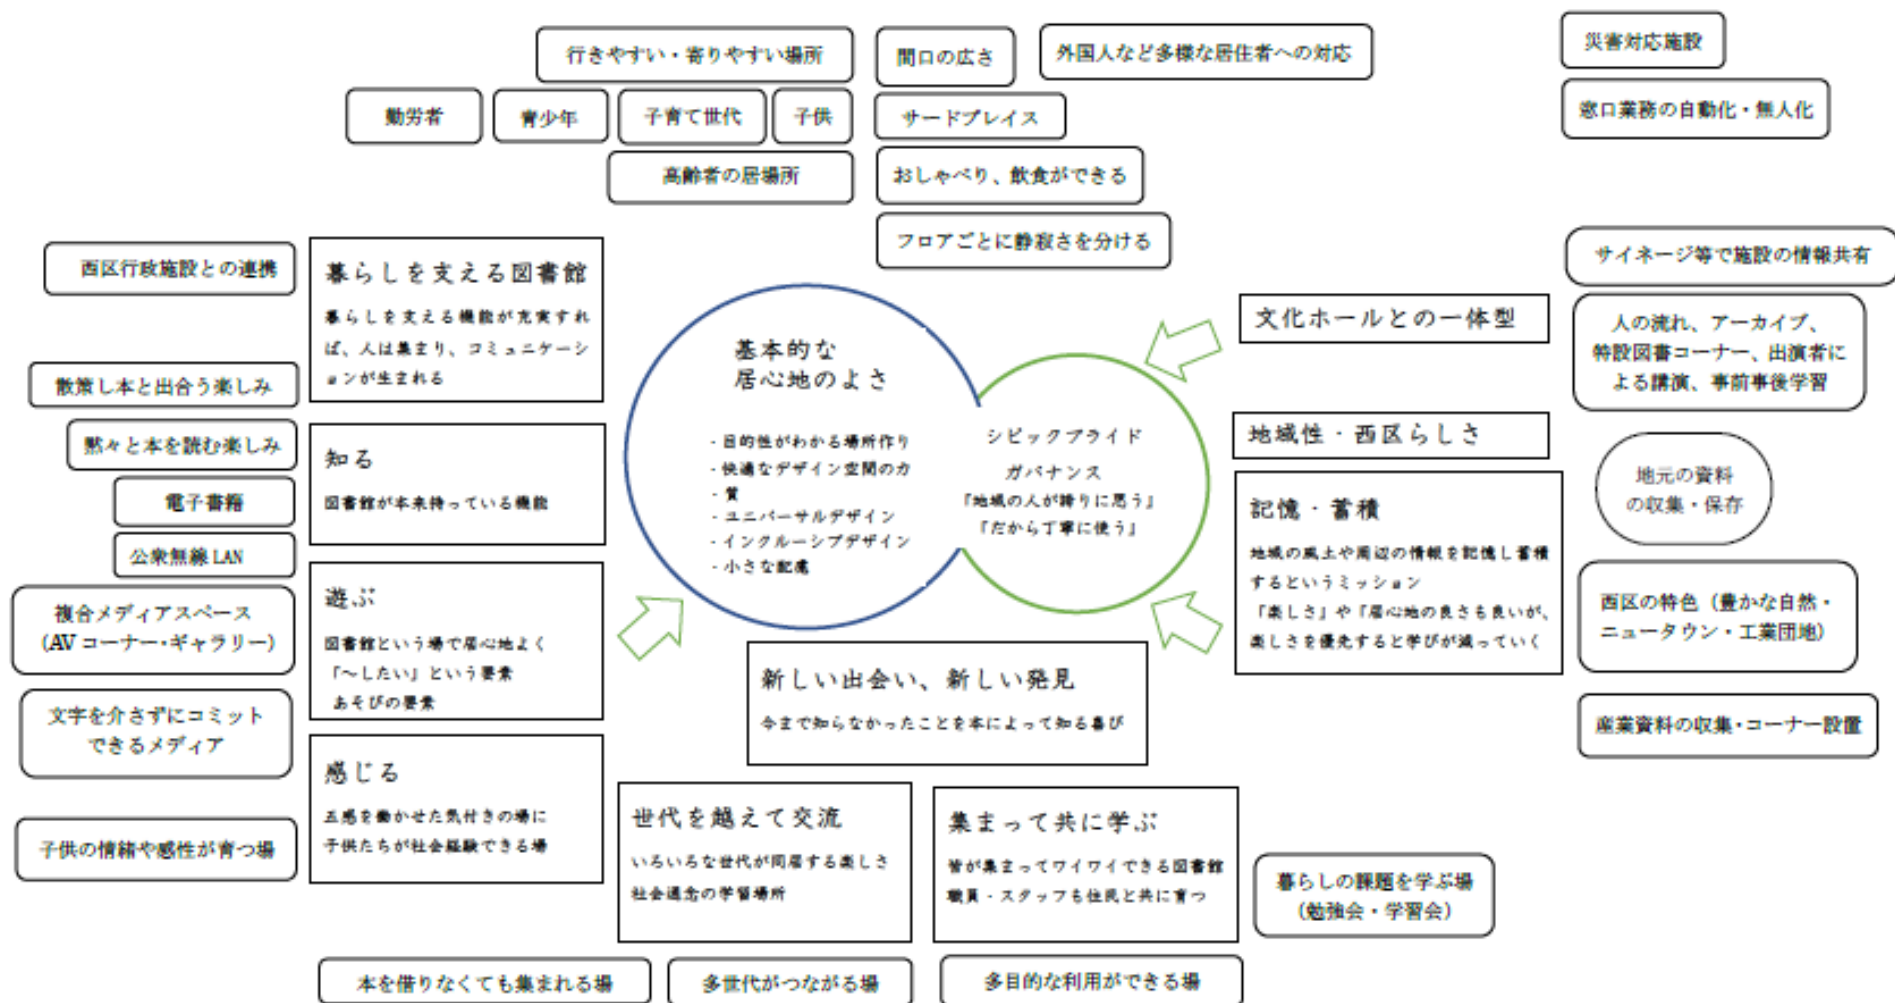 行きやすい・寄りやすい場所
間口の広さ
外国人など多様な居住者への対応
災害対応施設
勤労者
青少年
子育て世代
子供
サードプレイス
窓口業務の自動化・無人化
高齢者の居場所
おしゃべり、飲食ができる
フロアごとに静寂さを分ける
西区行政施設との連携
散策し本と出合う楽しみ
黙々と本を読む楽しみ
電子書籍
公衆無線 LAN
複合メディアスペース
(AV コーナー・ギャラリー)
文字を介さずにコミット
できるメディア
子供の情緒や感性が育つ場
暮らしを支える図書館
暮らしを支える機能が充実すれ
ば、人は集まり、コミュニケーシ
ョンが生まれる
知る
図書館が本来持っている機能
遊ぶ
図書館という場で居心地よく
「〜したい」という要素
あそびの要素
感じる
五感を働かせた気付きの場に
子供たちが社会経験できる場
基本的な
居心地のよさ
- 目的性がわかる場所作り
- 快適なデザイン空間の力
- 質
- ユニバーサルデザイン
- インクルーシブデザイン
- 小さな配慮
シビックプライド
ガバナンス
「地域の人が誇りに思う」
「だから丁寧に使う」
新しい出会い、新しい発見
今まで知らなかったことを本によって知る喜び
世代を越えて交流
いろいろな世代が同居する楽しさ
社会通念の学習場所
集まって共に学ぶ
皆が集まってワイワイできる図書館
職員・スタッフも住民と共に育つ
文化ホールとの一体型
地域性・西区らしさ
記憶・蓄積
地域の風土や周辺の情報を記憶し蓄積
するというミッション
「楽しさ」や「居心地の良さも良いが、
楽しさを優先すると学びが減っていく
サイネージ等で施設の情報共有
人の流れ、アーカイブ、
特設図書コーナー、出演者に
よる講演、事前事後学習
地元の資料
の収集・保存
西区の特色（豊かな自然・
ニュータウン・工業団地）
産業資料の収集・コーナー設置
暮らしの課題を学ぶ場
（勉強会・学習会）
本を借りなくても集まれる場
多世代がつながる場
多目的な利用ができる場